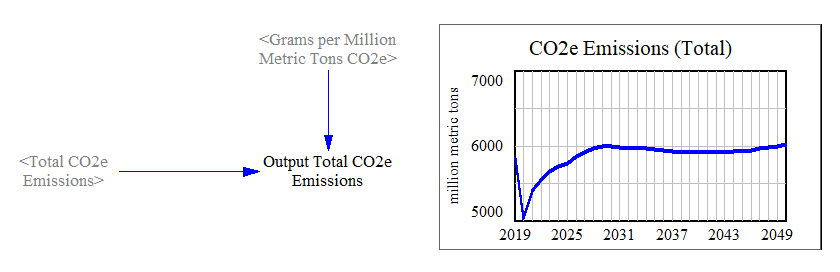 <Grams per Million
Metric Tons CO2e>
<Total CO2e
Emissions>
Output Total CO2e
Emissions
CO2e Emissions (Total)
million metric tons
7000
6000
5000
2019 2025 2031 2037 2043 2049